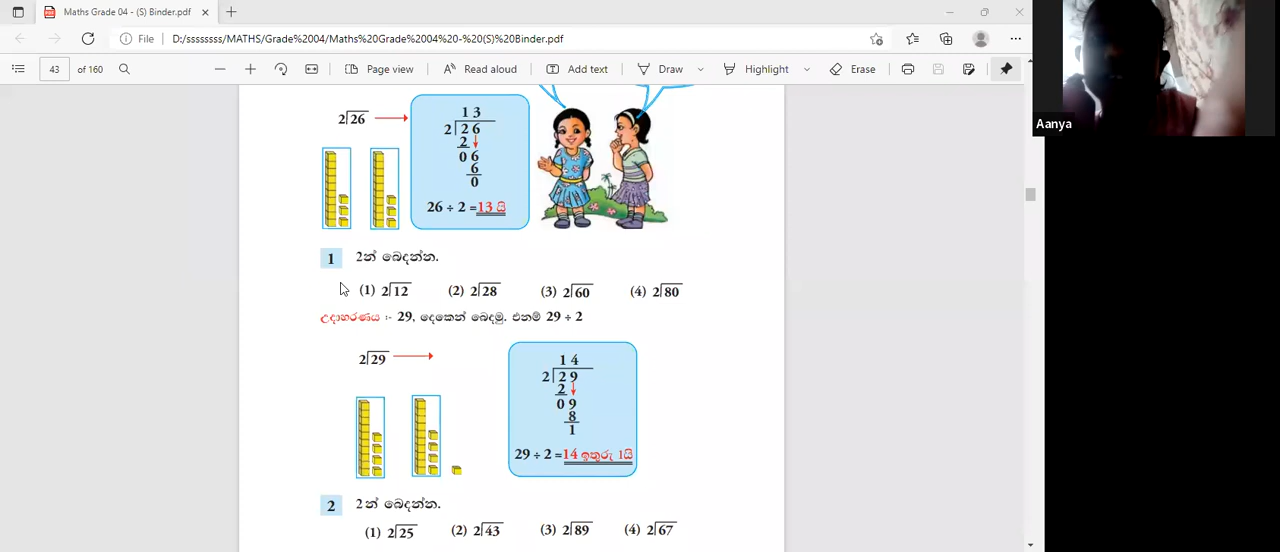 Maths Grade 04 - (S) Binder.pdf
File D:/ssssssss/MATHS/Grade%2004/Maths%20Grade%2004%20-%20(S)%20Binder.pdf
43 of 160 Page view Read aloud Add text Draw Highlight Erase
Aanya
2⟌26
13
2⟌26
2
06
6
0
26 ÷ 2 = 13 යි
1 2න් බෙදන්න.
(1) 2⟌12 (2) 2⟌28 (3) 2⟌60 (4) 2⟌80
උදාහරණය :- 29, දෙකෙන් බෙදමු. එනම් 29 ÷ 2
2⟌29
14
2⟌29
2
09
8
1
29 ÷ 2 = 14 ඉතුරු 1යි
2 2න් බෙදන්න.
(1) 2⟌25 (2) 2⟌43 (3) 2⟌89 (4) 2⟌67